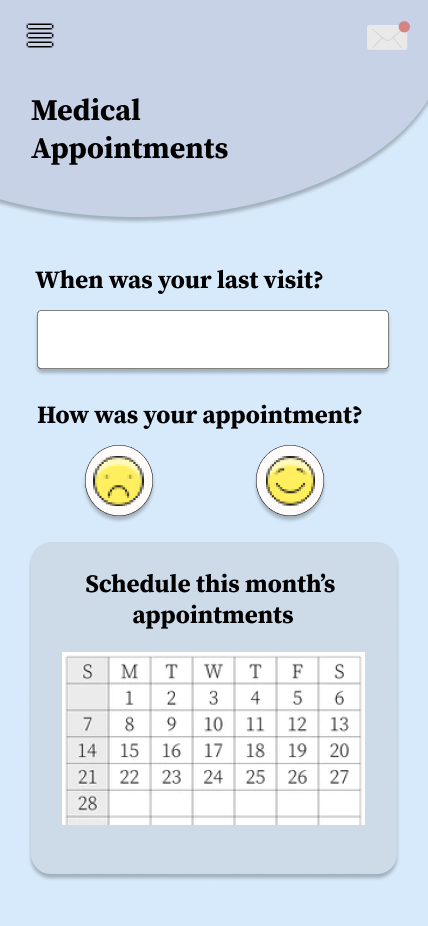 Medical
Appointments
When was your last visit?
How was your appointment?
Schedule this month's
appointments
S M T W T F S
1 2 3 4 5 6
7 8 9 10 11 12 13
14 15 16 17 18 19 20
21 22 23 24 25 26 27
28